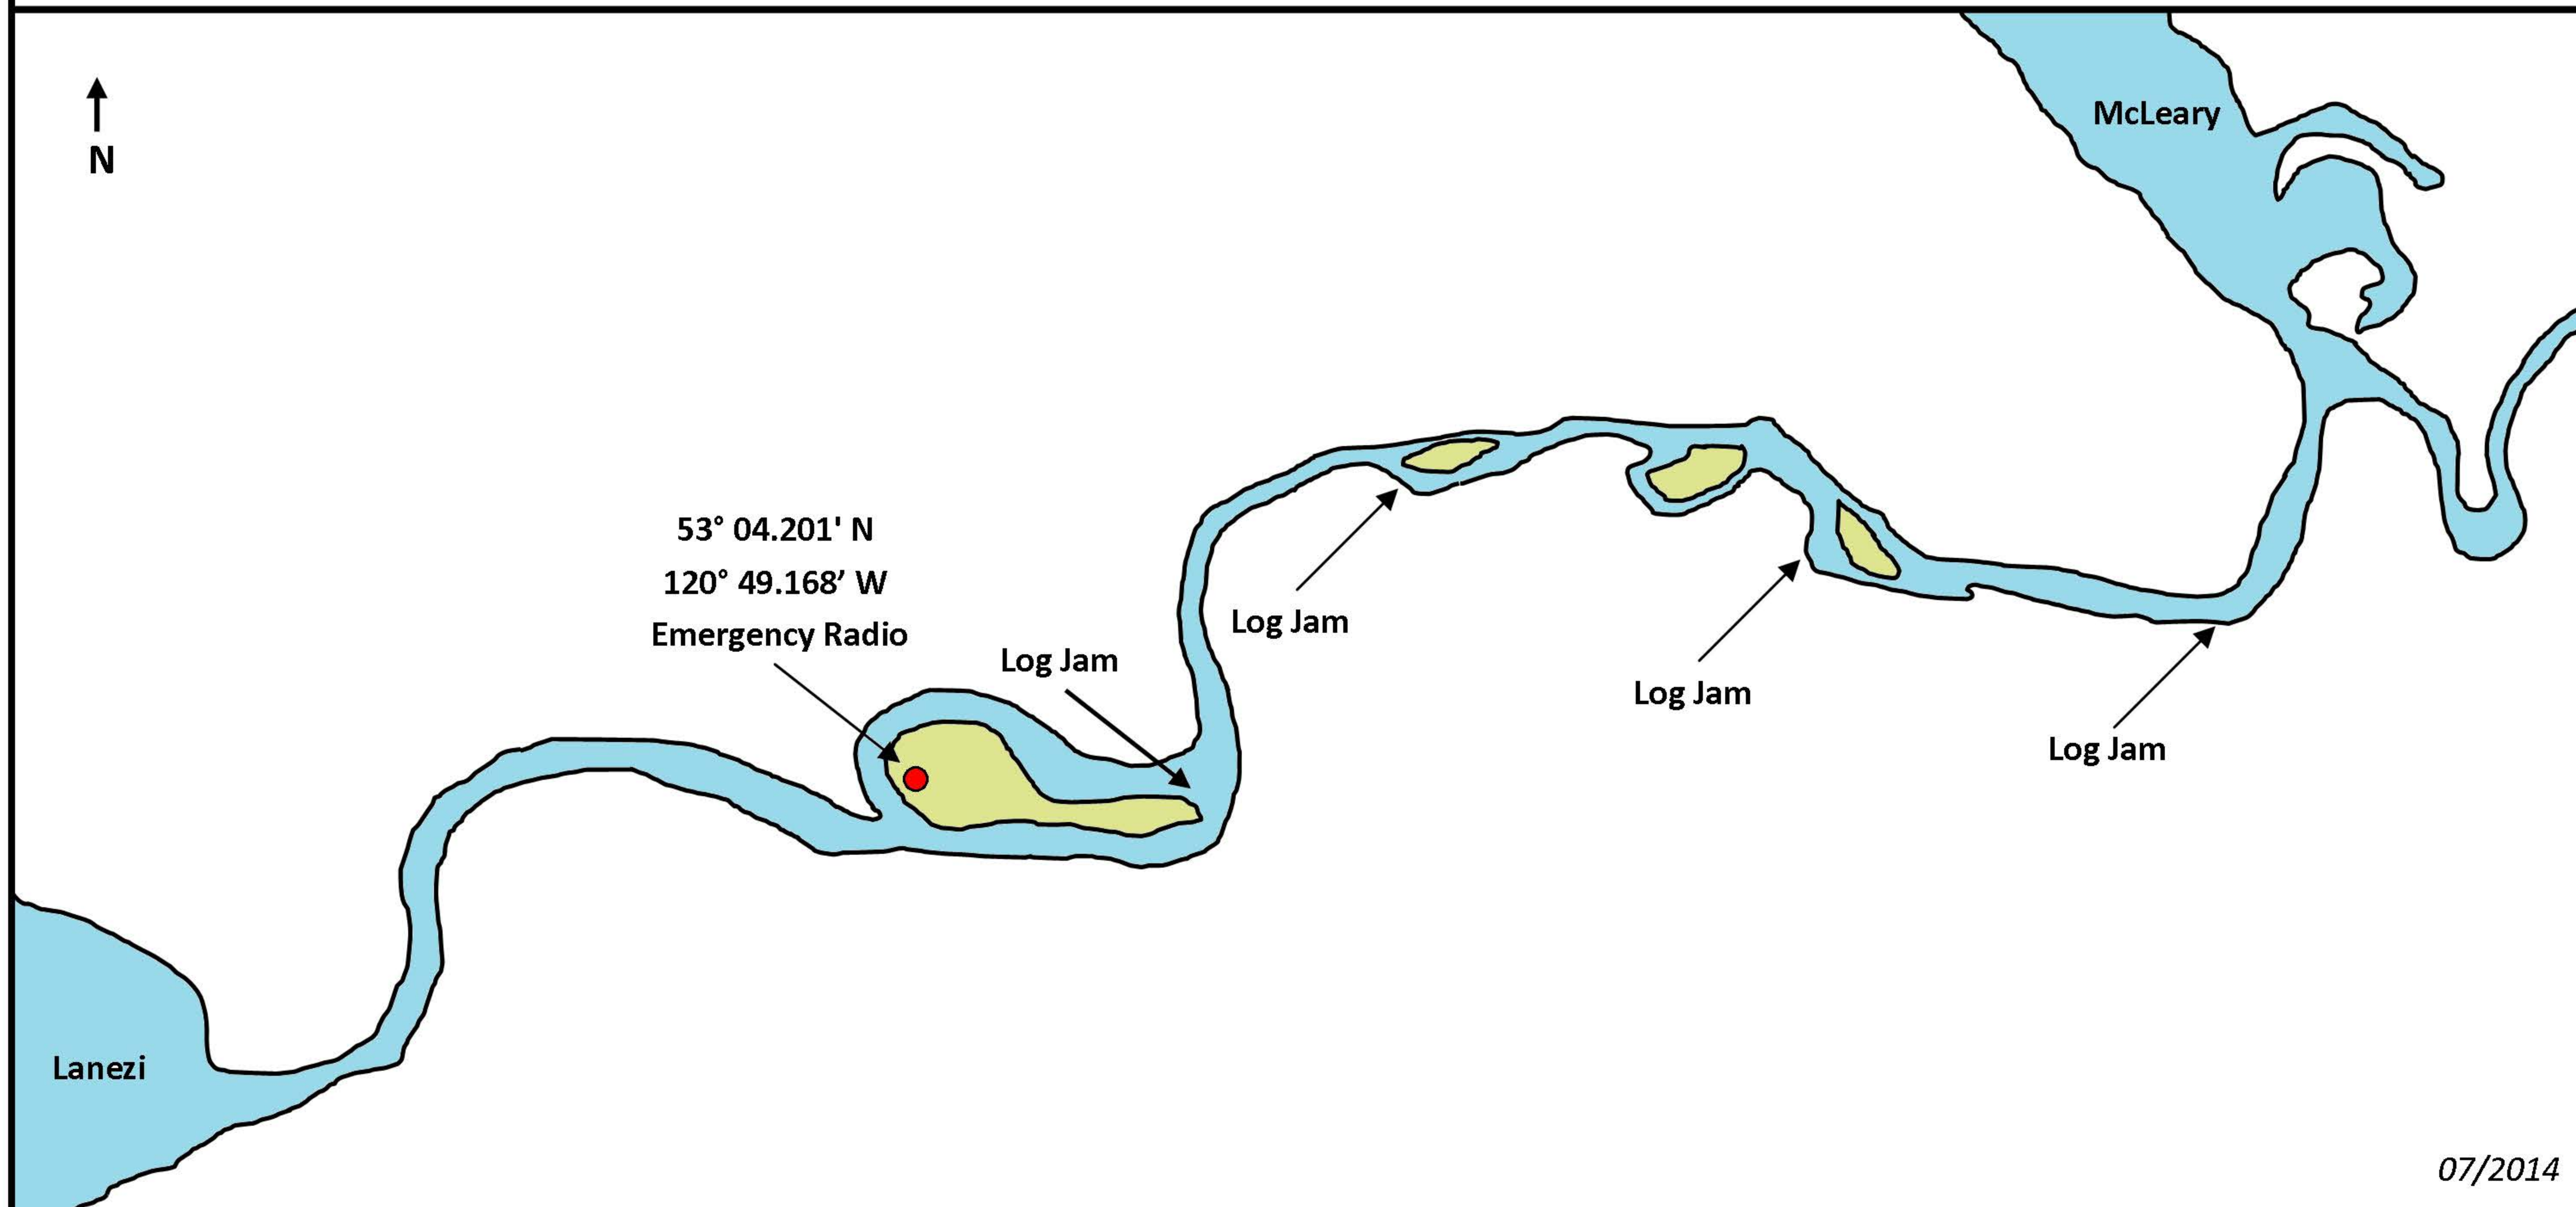 McLeary
N
53° 04.201' N
120° 49.168’ W
Emergency Radio
Log Jam
Log Jam
Log Jam
Log Jam
Lanezi
07/2014